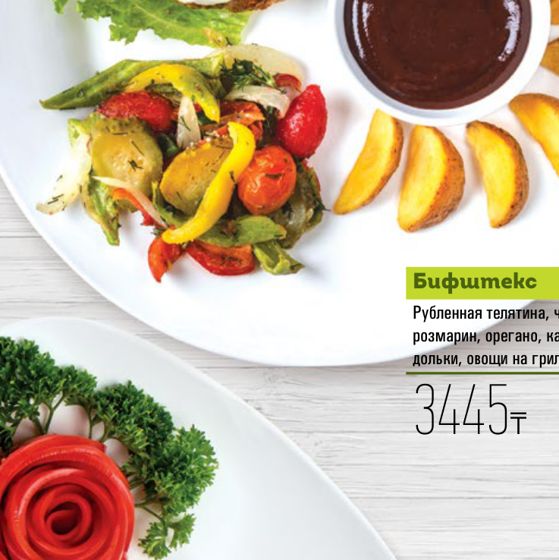 Бифштекс
Рубленная телятина,
розмарин, орегано,
дольки, овощи на
3445₸